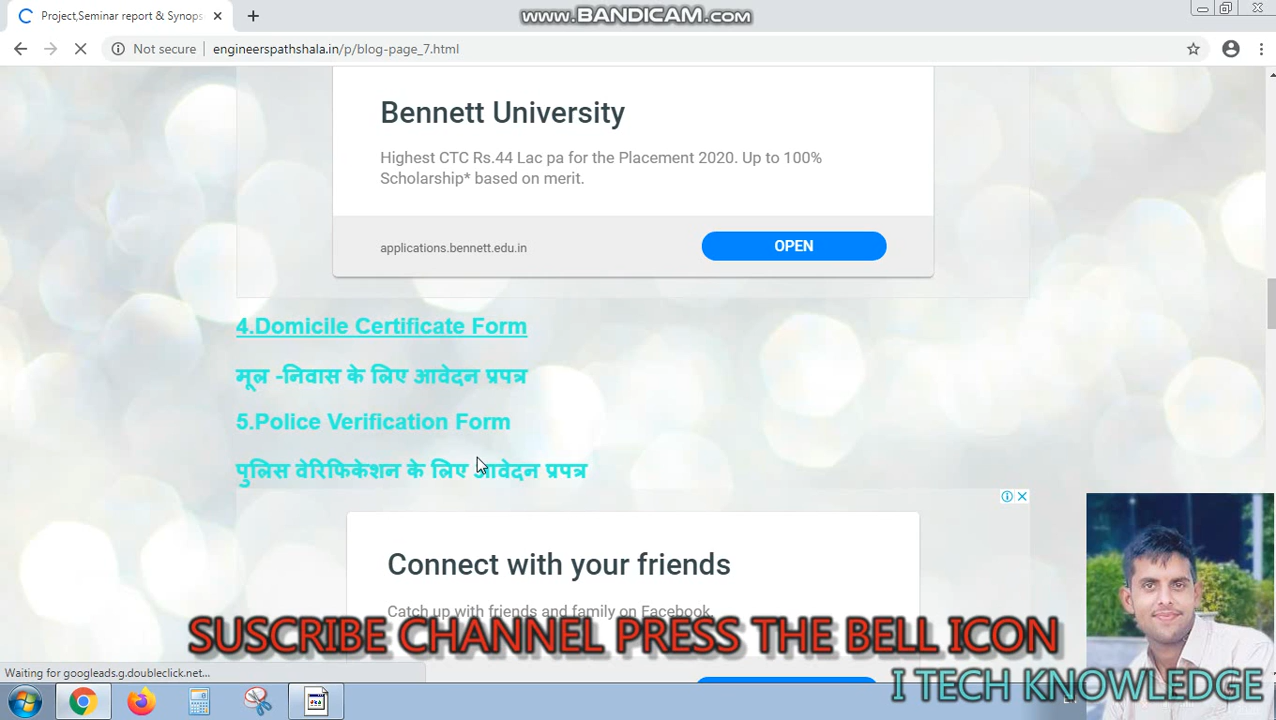 www.BANDICAM.com
Project,Seminar report & Synops
Not secure
engineerspathshala.in/p/blog-page_7.html
Bennett University
Highest CTC Rs.44 Lac pa for the Placement 2020. Up to 100%
Scholarship* based on merit.
applications.bennett.edu.in
OPEN
4.Domicile Certificate Form
मूल -निवास के लिए आवेदन प्रपत्र
5.Police Verification Form
पुलिस वेरिफिकेशन के लिए आवेदन प्रपत्र
Connect with your friends
Catch up with friends and family on Facebook.
SUSCRIBE CHANNEL PRESS THE BELL ICON
Waiting for googleads.g.doubleclick.net...
I TECH KNOWLEDGE